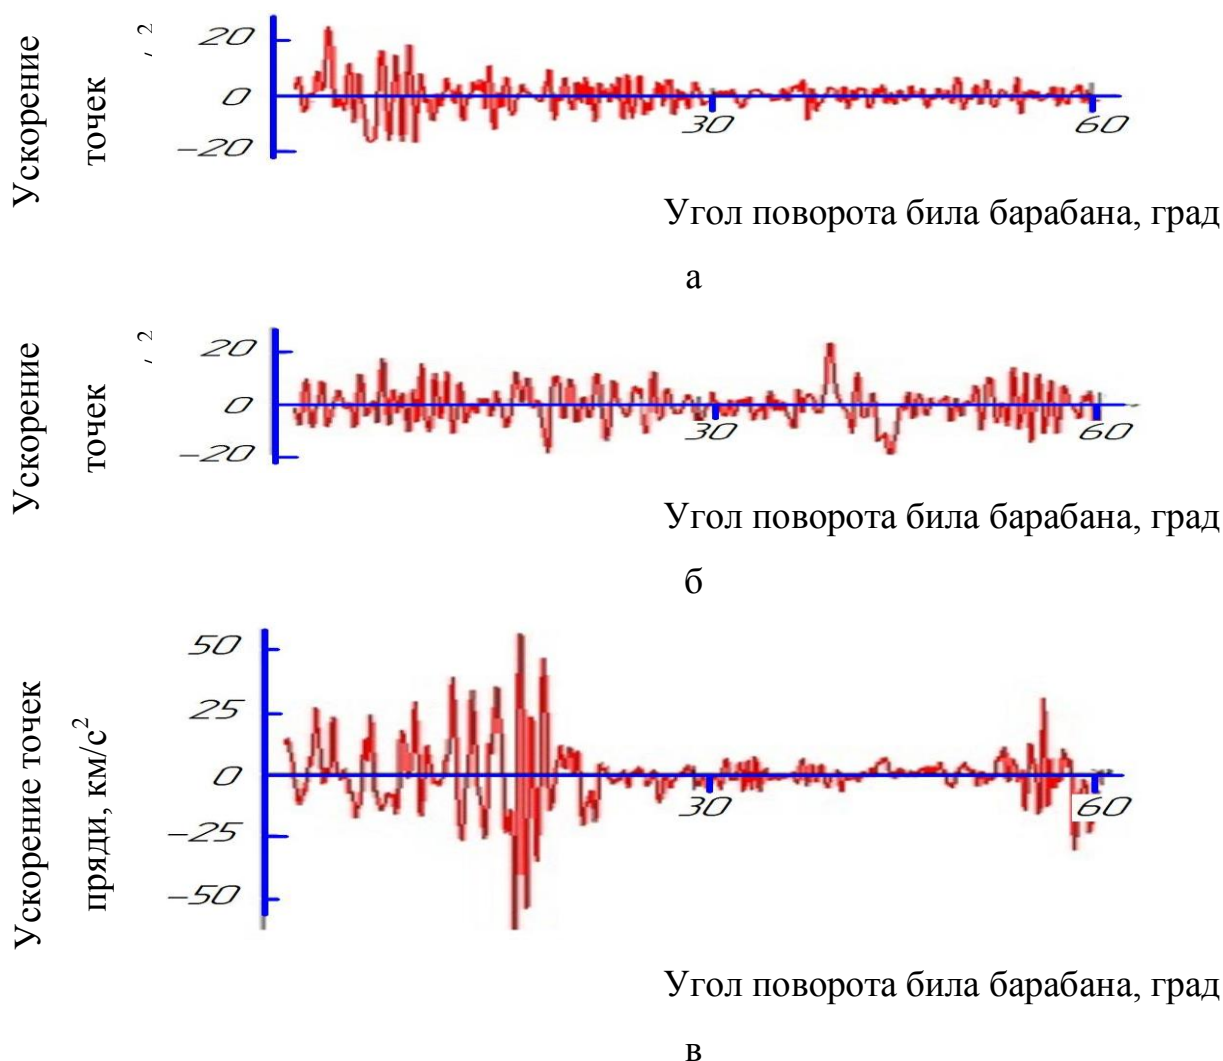 Ускорение
точек
, 2
20
0
−20
30
60
Угол поворота била барабана, град
а
Ускорение
точек
, 2
20
0
−20
30
60
Угол поворота била барабана, град
б
Ускорение точек
пряди, км/с²
50
25
0
−25
−50
30
60
Угол поворота била барабана, град
в